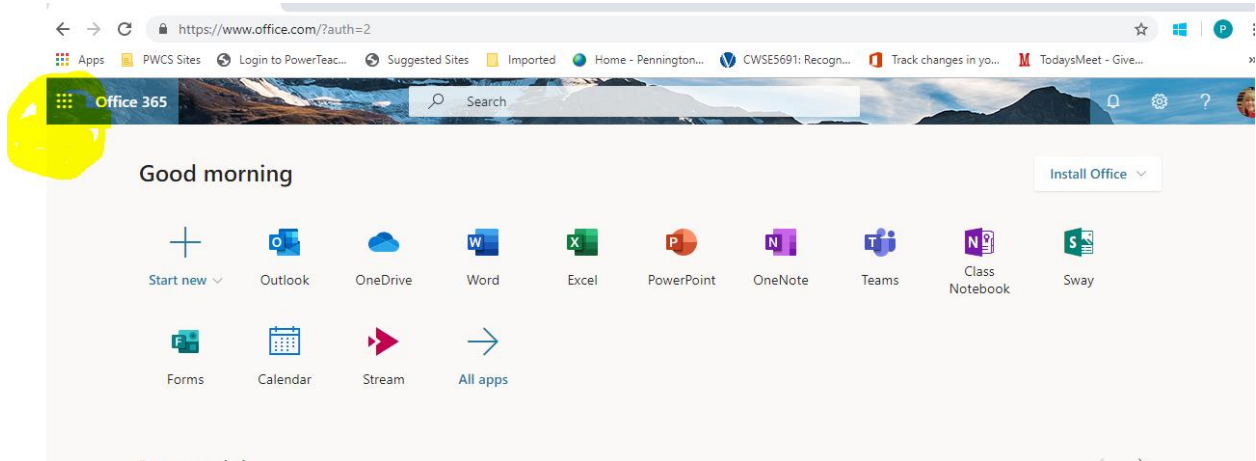 https://www.office.com/?auth=2 P
Apps PWCS Sites Login to PowerTeac... Suggested Sites Imported Home - Pennington... CWSE5691: Recogn... Track changes in yo... M TodaysMeet - Give... »
Office 365 Search ?
Good morning Install Office
Start new Outlook OneDrive Word Excel PowerPoint OneNote Teams Class Notebook Sway
Forms Calendar Stream All apps